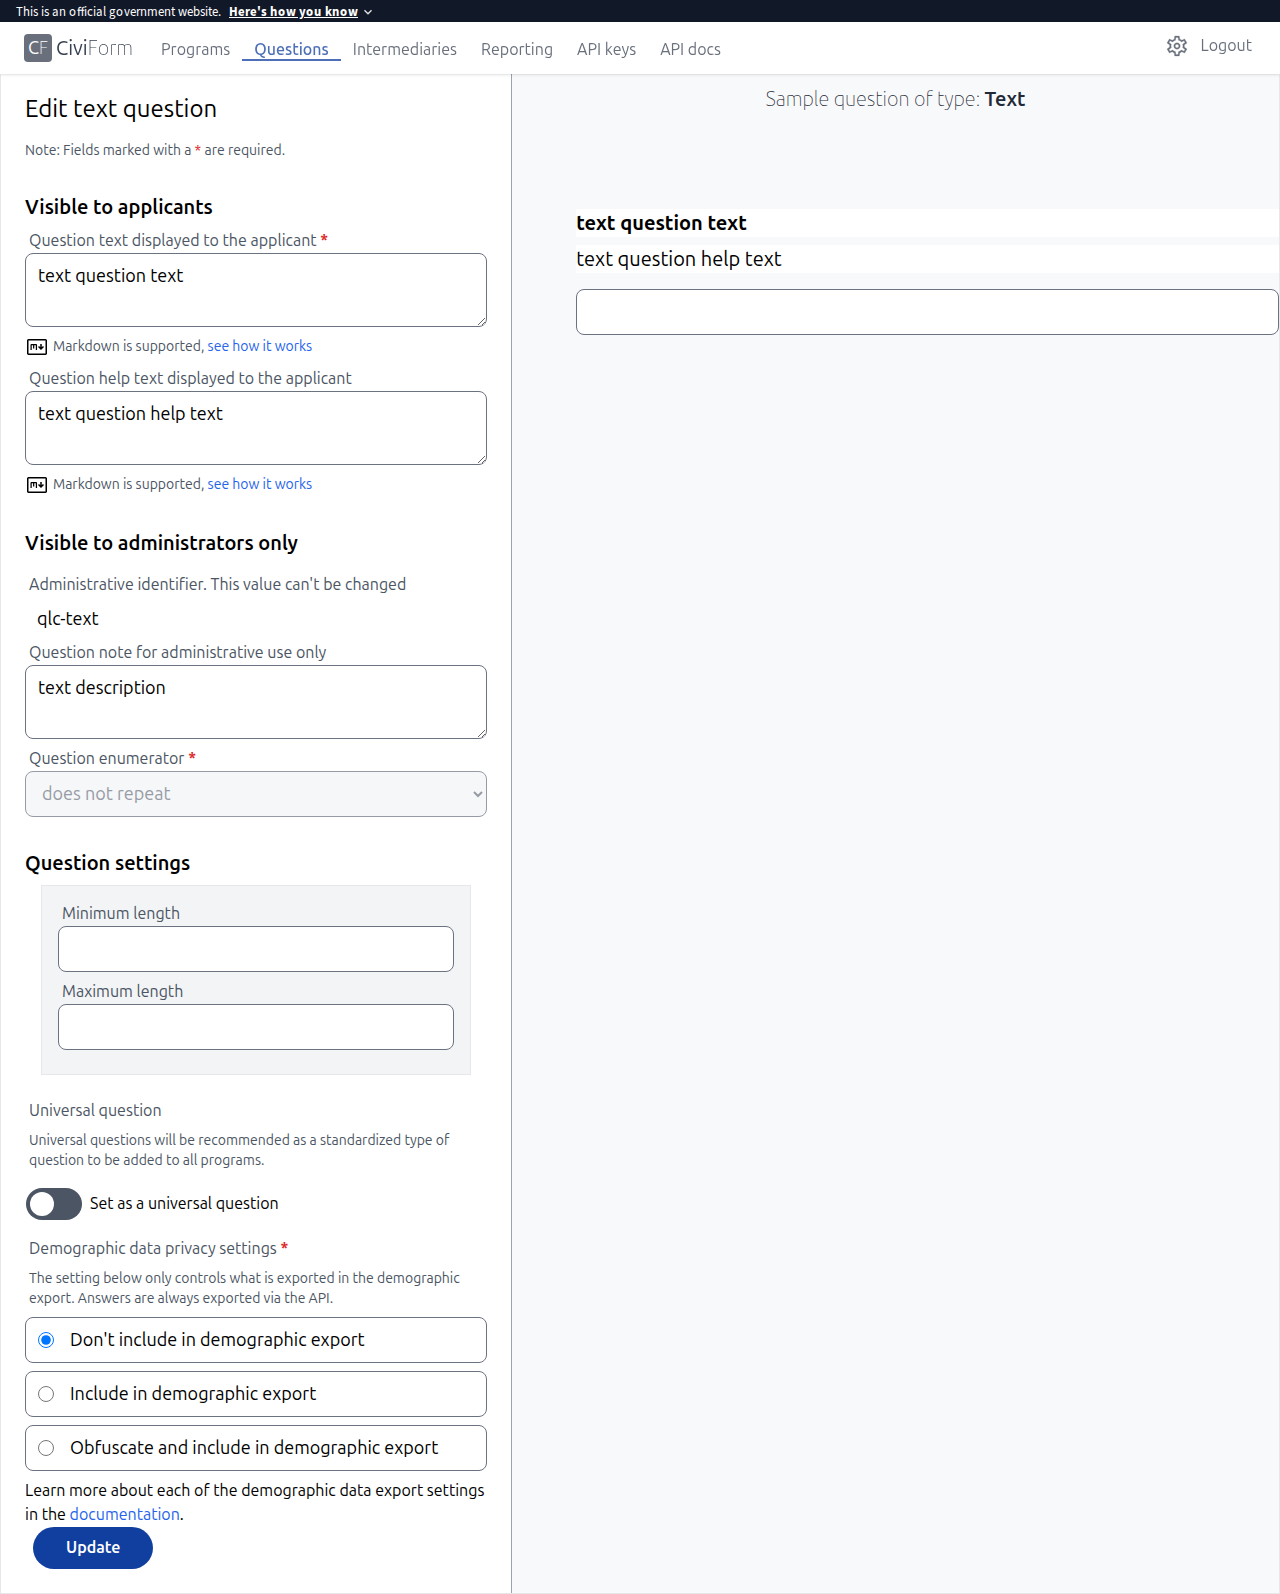 This is an official government website. Here's how you know
CF CiviForm Programs Questions Intermediaries Reporting API keys API docs Logout
Edit text question
Note: Fields marked with a * are required.
Visible to applicants
Question text displayed to the applicant *
text question text
Markdown is supported, see how it works
Question help text displayed to the applicant
text question help text
Markdown is supported, see how it works
Visible to administrators only
Administrative identifier. This value can't be changed
qlc-text
Question note for administrative use only
text description
Question enumerator *
does not repeat
Question settings
Minimum length
Maximum length
Universal question
Universal questions will be recommended as a standardized type of
question to be added to all programs.
Set as a universal question
Demographic data privacy settings *
The setting below only controls what is exported in the demographic
export. Answers are always exported via the API.
Don't include in demographic export
Include in demographic export
Obfuscate and include in demographic export
Learn more about each of the demographic data export settings
in the documentation.
Update
Sample question of type: Text
text question text
text question help text